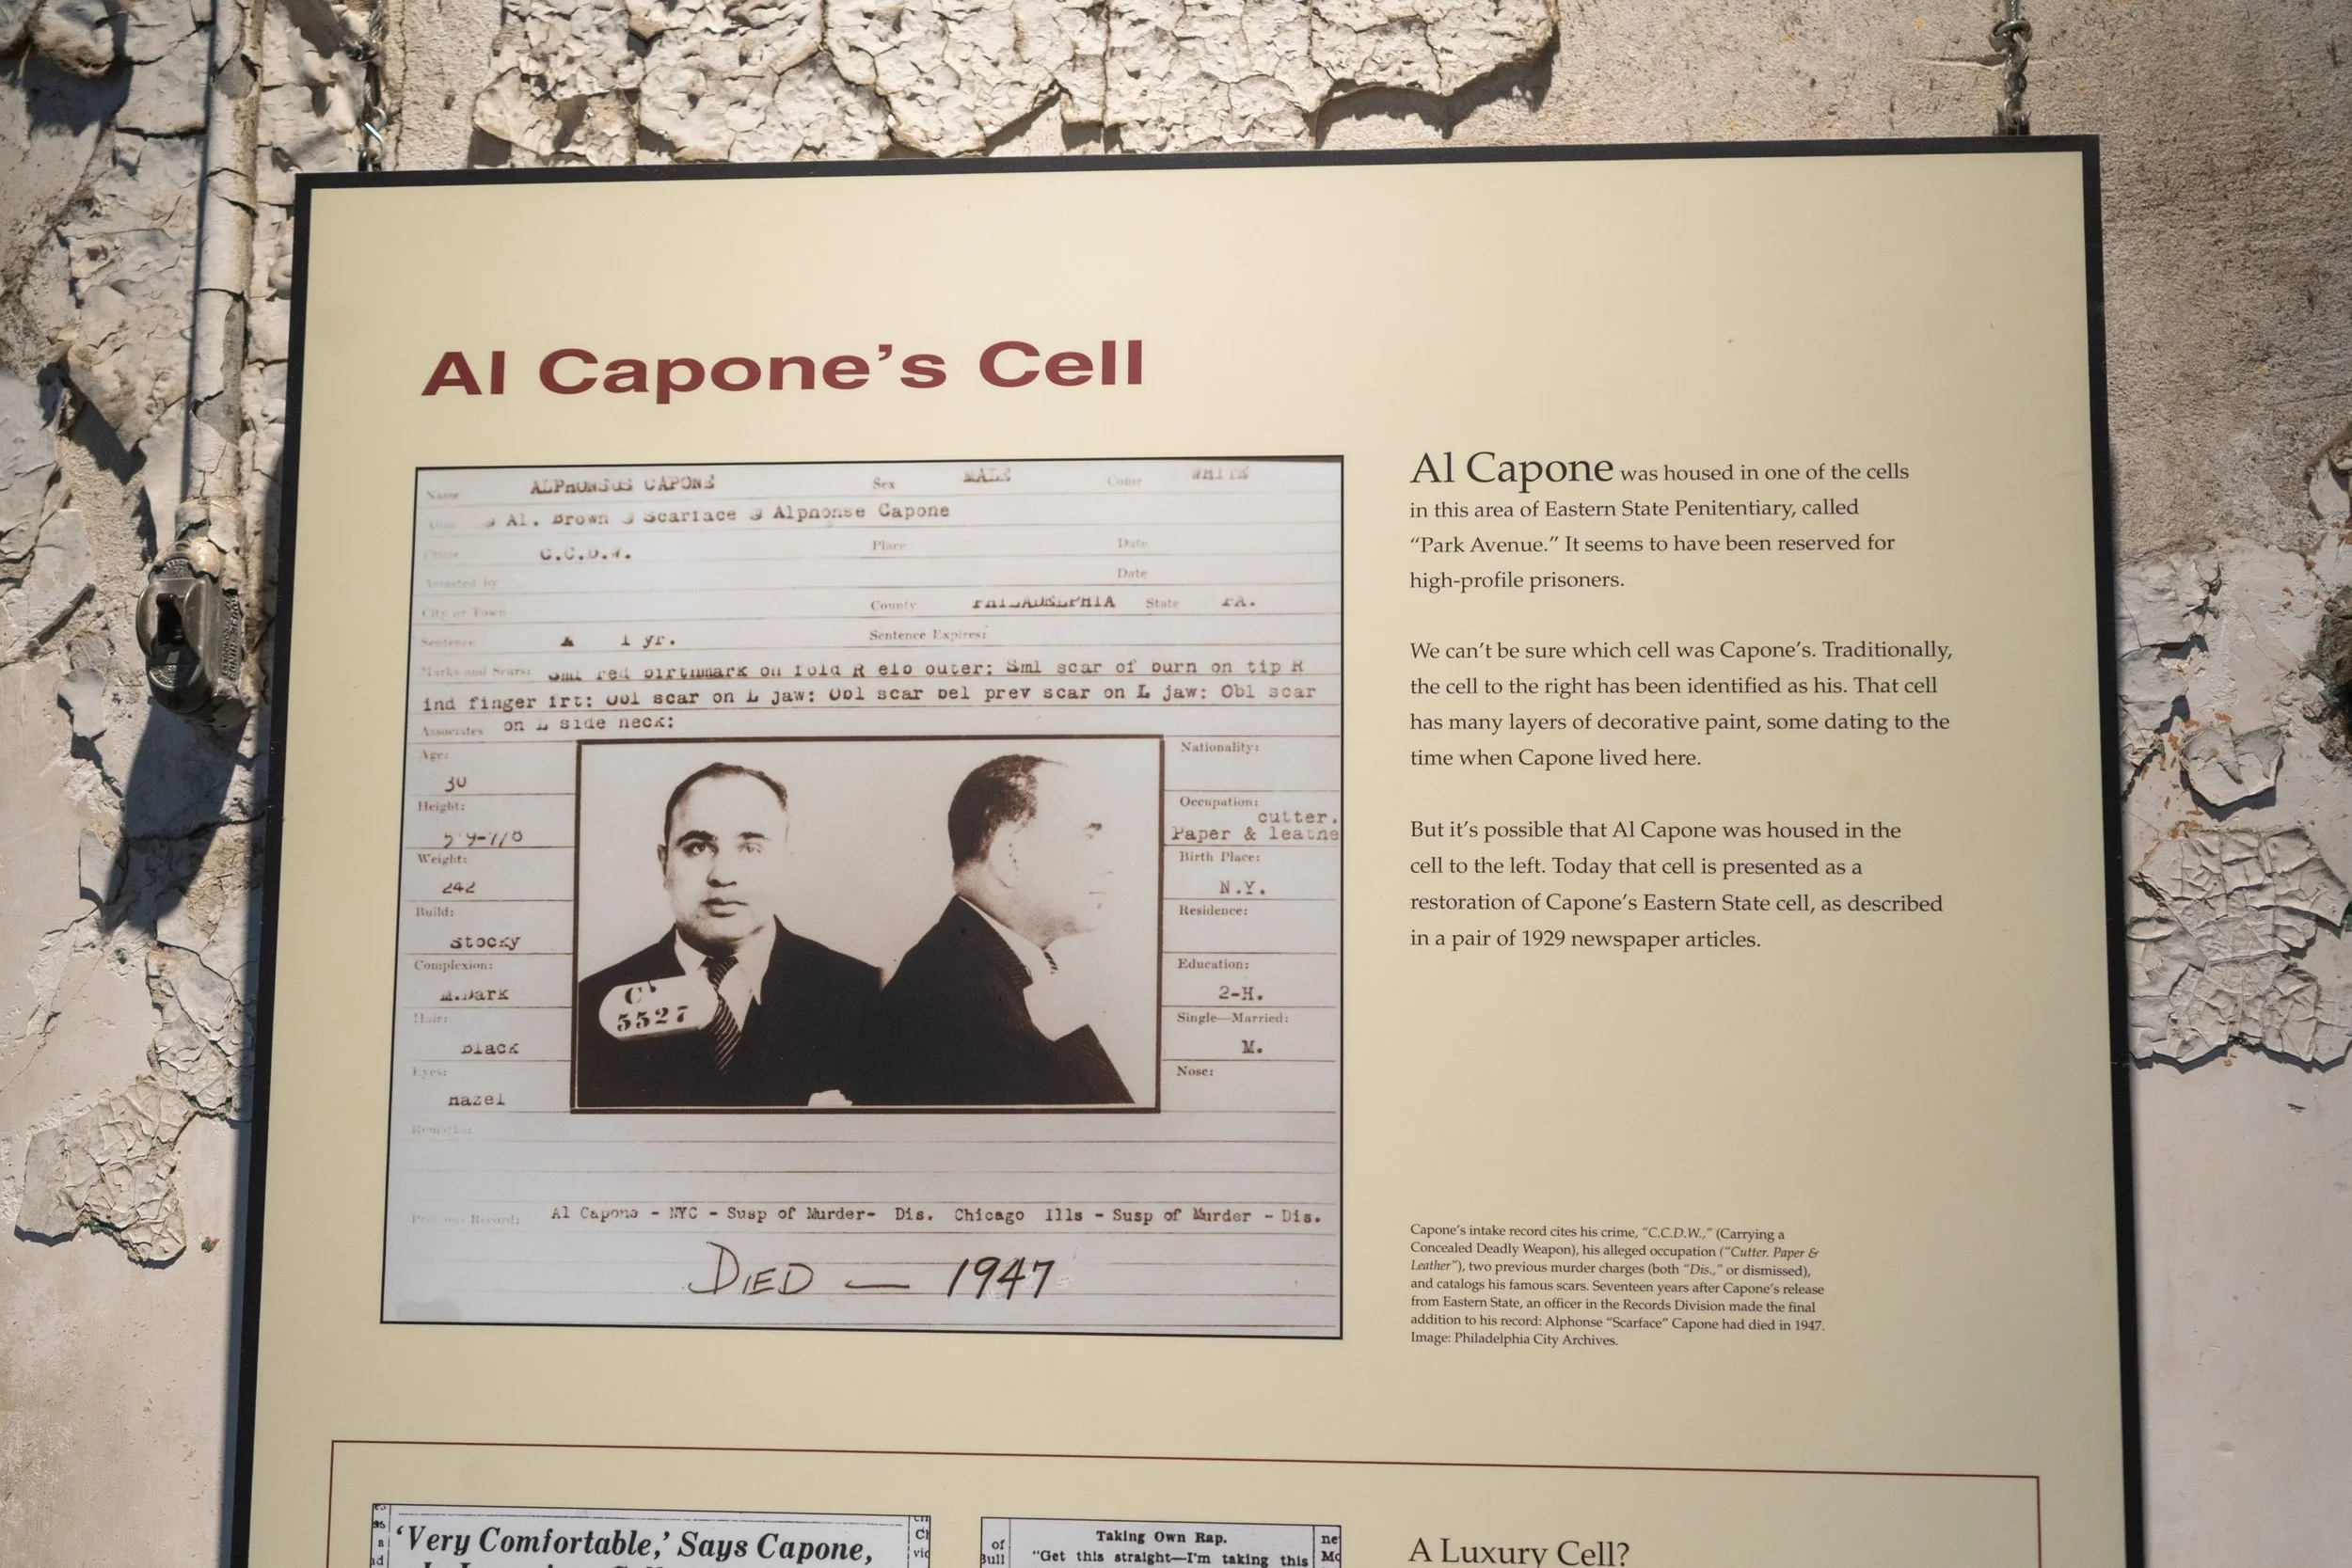 Al Capone's Cell
Name ALPHONSUS CAPONE Sex MALE Color WHITE
Alias Al. Brown Scarface Alphonse Capone
Crime C.C.D.W. Place Date
Arrested by Date
City or Town County PHILADELPHIA State PA.
Sentence 1 yr. Sentence Expires:
Marks and Scars: Sml red birthmark on fold R elo outer; Sml scar of burn on tip R
ind finger frt: Obl scar on L jaw: Obl scar bel prev scar on L jaw: Obl scar
Associates on L side neck:
Age:
30
Height:
5'9-7/8
Weight:
242
Build:
Stocky
Complexion:
M.Dark
Hair:
Black
Eyes:
Hazel
C
5527
Nationality:
Occupation:
cutter.
Paper & leathe
Birth Place:
N.Y.
Residence:
Education:
2-H.
Single—Married:
M.
Nose:
Remarks:
Previous Record: Al Capone - NYC - Susp of Murder- Dis. Chicago Ills - Susp of Murder - Dis.
DIED — 1947
Al Capone was housed in one of the cells
in this area of Eastern State Penitentiary, called
“Park Avenue.” It seems to have been reserved for
high-profile prisoners.
We can't be sure which cell was Capone's. Traditionally,
the cell to the right has been identified as his. That cell
has many layers of decorative paint, some dating to the
time when Capone lived here.
But it's possible that Al Capone was housed in the
cell to the left. Today that cell is presented as a
restoration of Capone's Eastern State cell, as described
in a pair of 1929 newspaper articles.
Capone's intake record cites his crime, “C.C.D.W.,” (Carrying a
Concealed Deadly Weapon), his alleged occupation (“Cutter. Paper &
Leather”), two previous murder charges (both “Dis.,” or dismissed),
and catalogs his famous scars. Seventeen years after Capone's release
from Eastern State, an officer in the Records Division made the final
addition to his record: Alphonse “Scarface” Capone had died in 1947.
Image: Philadelphia City Archives.
'Very Comfortable,' Says Capone,
of
Bull
Taking Own Rap.
"Get this straight—I'm taking this
A Luxury Cell?